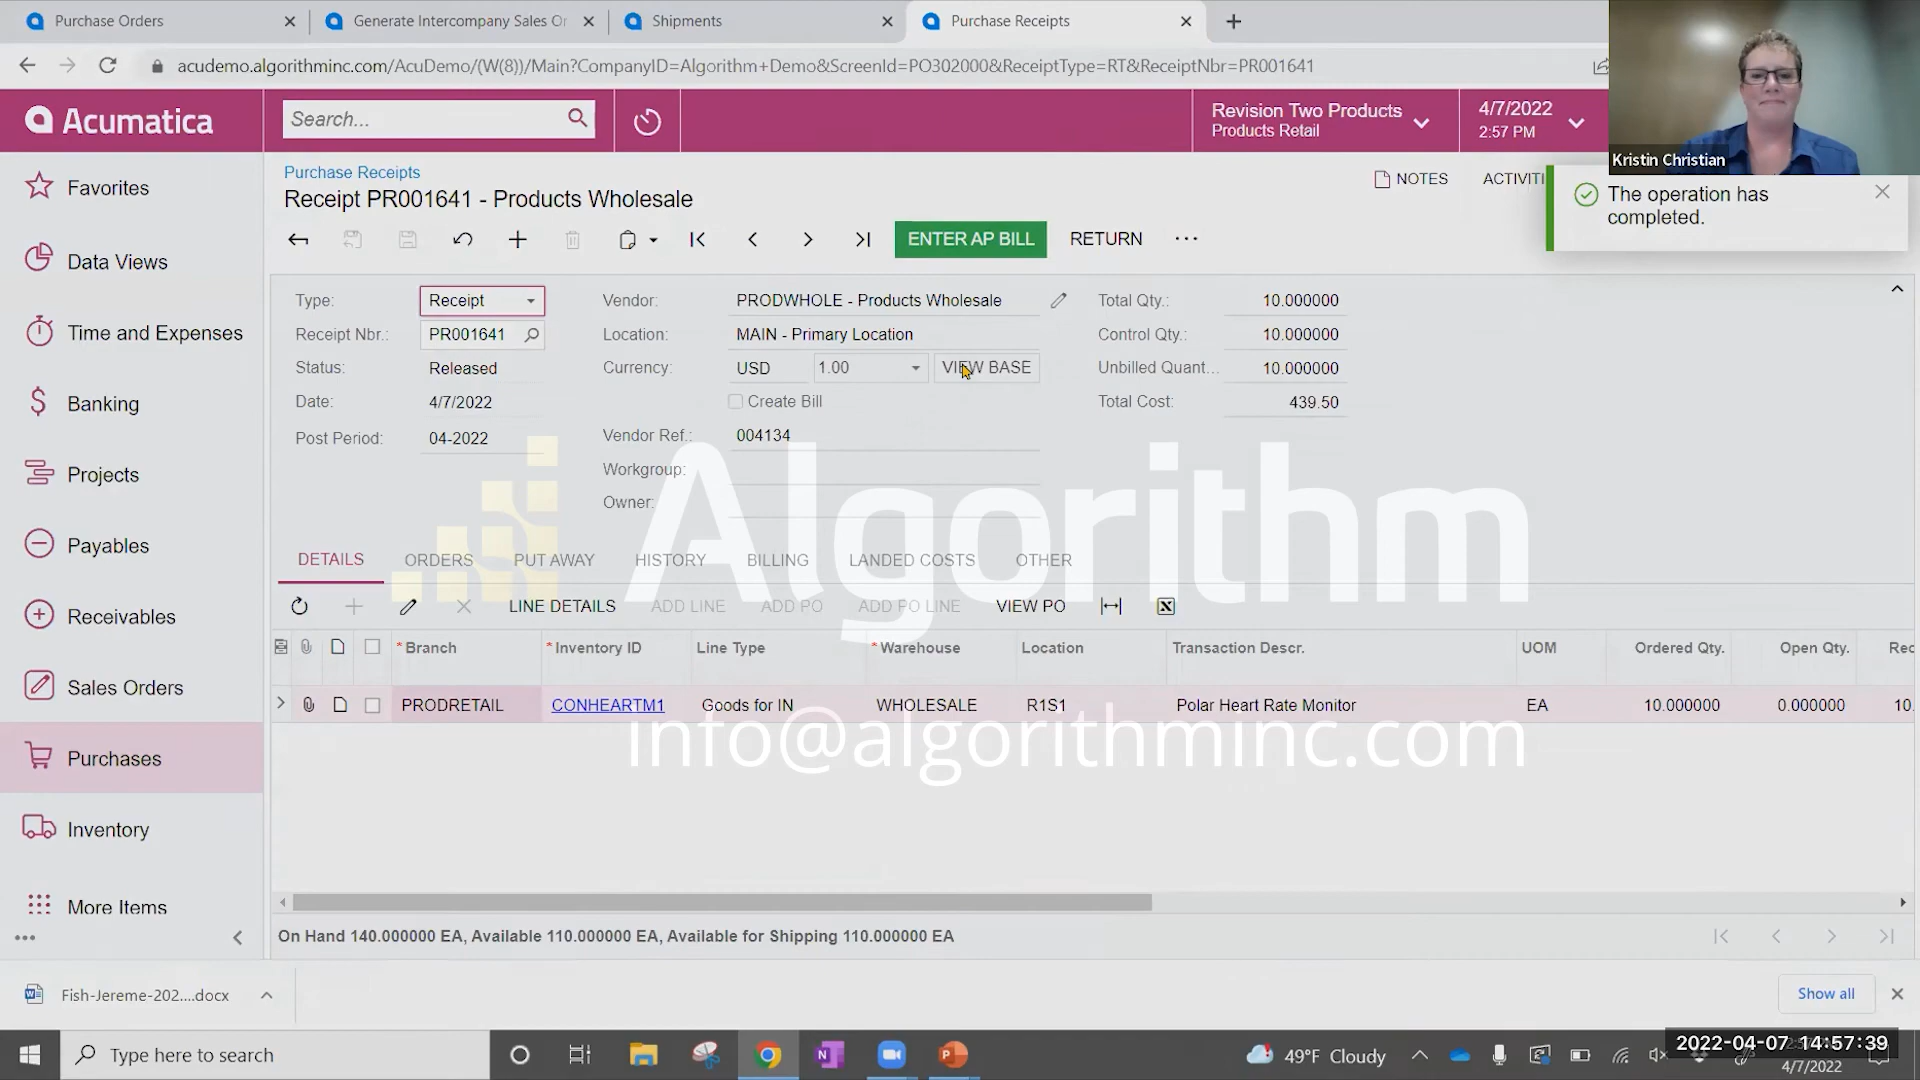 Purchase Orders
Generate Intercompany Sales Or
Shipments
Purchase Receipts
acudemo.algorithminc.com/AcuDemo/(W(8))/Main?CompanyID=Algorithm+Demo&ScreenId=PO302000&ReceiptType=RT&ReceiptNbr=PR001641
Acumatica
Search...
Revision Two Products
Products Retail
4/7/2022
2:57 PM
Kristin Christian
Favorites
Data Views
Time and Expenses
Banking
Projects
Payables
Receivables
Sales Orders
Purchases
Inventory
More Items
Purchase Receipts
Receipt PR001641 - Products Wholesale
NOTES
ACTIVITI
The operation has
completed.
ENTER AP BILL
RETURN
Type: Receipt
Receipt Nbr.: PR001641
Status: Released
Date: 4/7/2022
Post Period: 04-2022
Vendor: PRODWHOLE - Products Wholesale
Location: MAIN - Primary Location
Currency: USD 1.00 VIEW BASE
Create Bill
Vendor Ref.: 004134
Workgroup:
Owner:
Total Qty.: 10.000000
Control Qty.: 10.000000
Unbilled Quant... 10.000000
Total Cost: 439.50
Algorithm
DETAILS ORDERS PUT AWAY HISTORY BILLING LANDED COSTS OTHER
LINE DETAILS ADD LINE ADD PO ADD PO LINE VIEW PO
* Branch * Inventory ID Line Type * Warehouse Location Transaction Descr. UOM Ordered Qty. Open Qty. Rec
PRODRETAIL CONHEARTM1 Goods for IN WHOLESALE R1S1 Polar Heart Rate Monitor EA 10.000000 0.000000 10.
info@algorithminc.com
On Hand 140.000000 EA, Available 110.000000 EA, Available for Shipping 110.000000 EA
Fish-Jereme-202....docx
Show all
Type here to search
49°F Cloudy
2022-04-07 14:57:39
4/7/2022